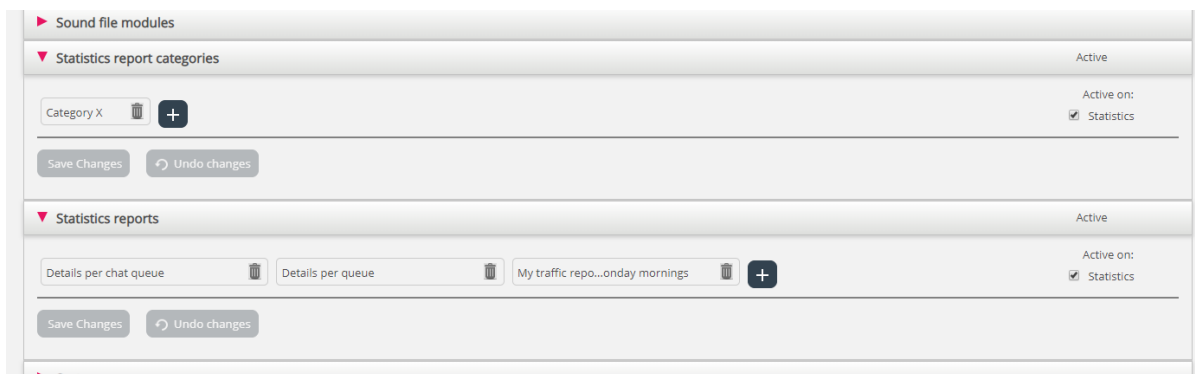 Sound file modules
Statistics report categories Active
Active on:
Category X +
Statistics
Save Changes Undo changes
Statistics reports Active
Active on:
Details per chat queue Details per queue My traffic repo...onday mornings +
Statistics
Save Changes Undo changes